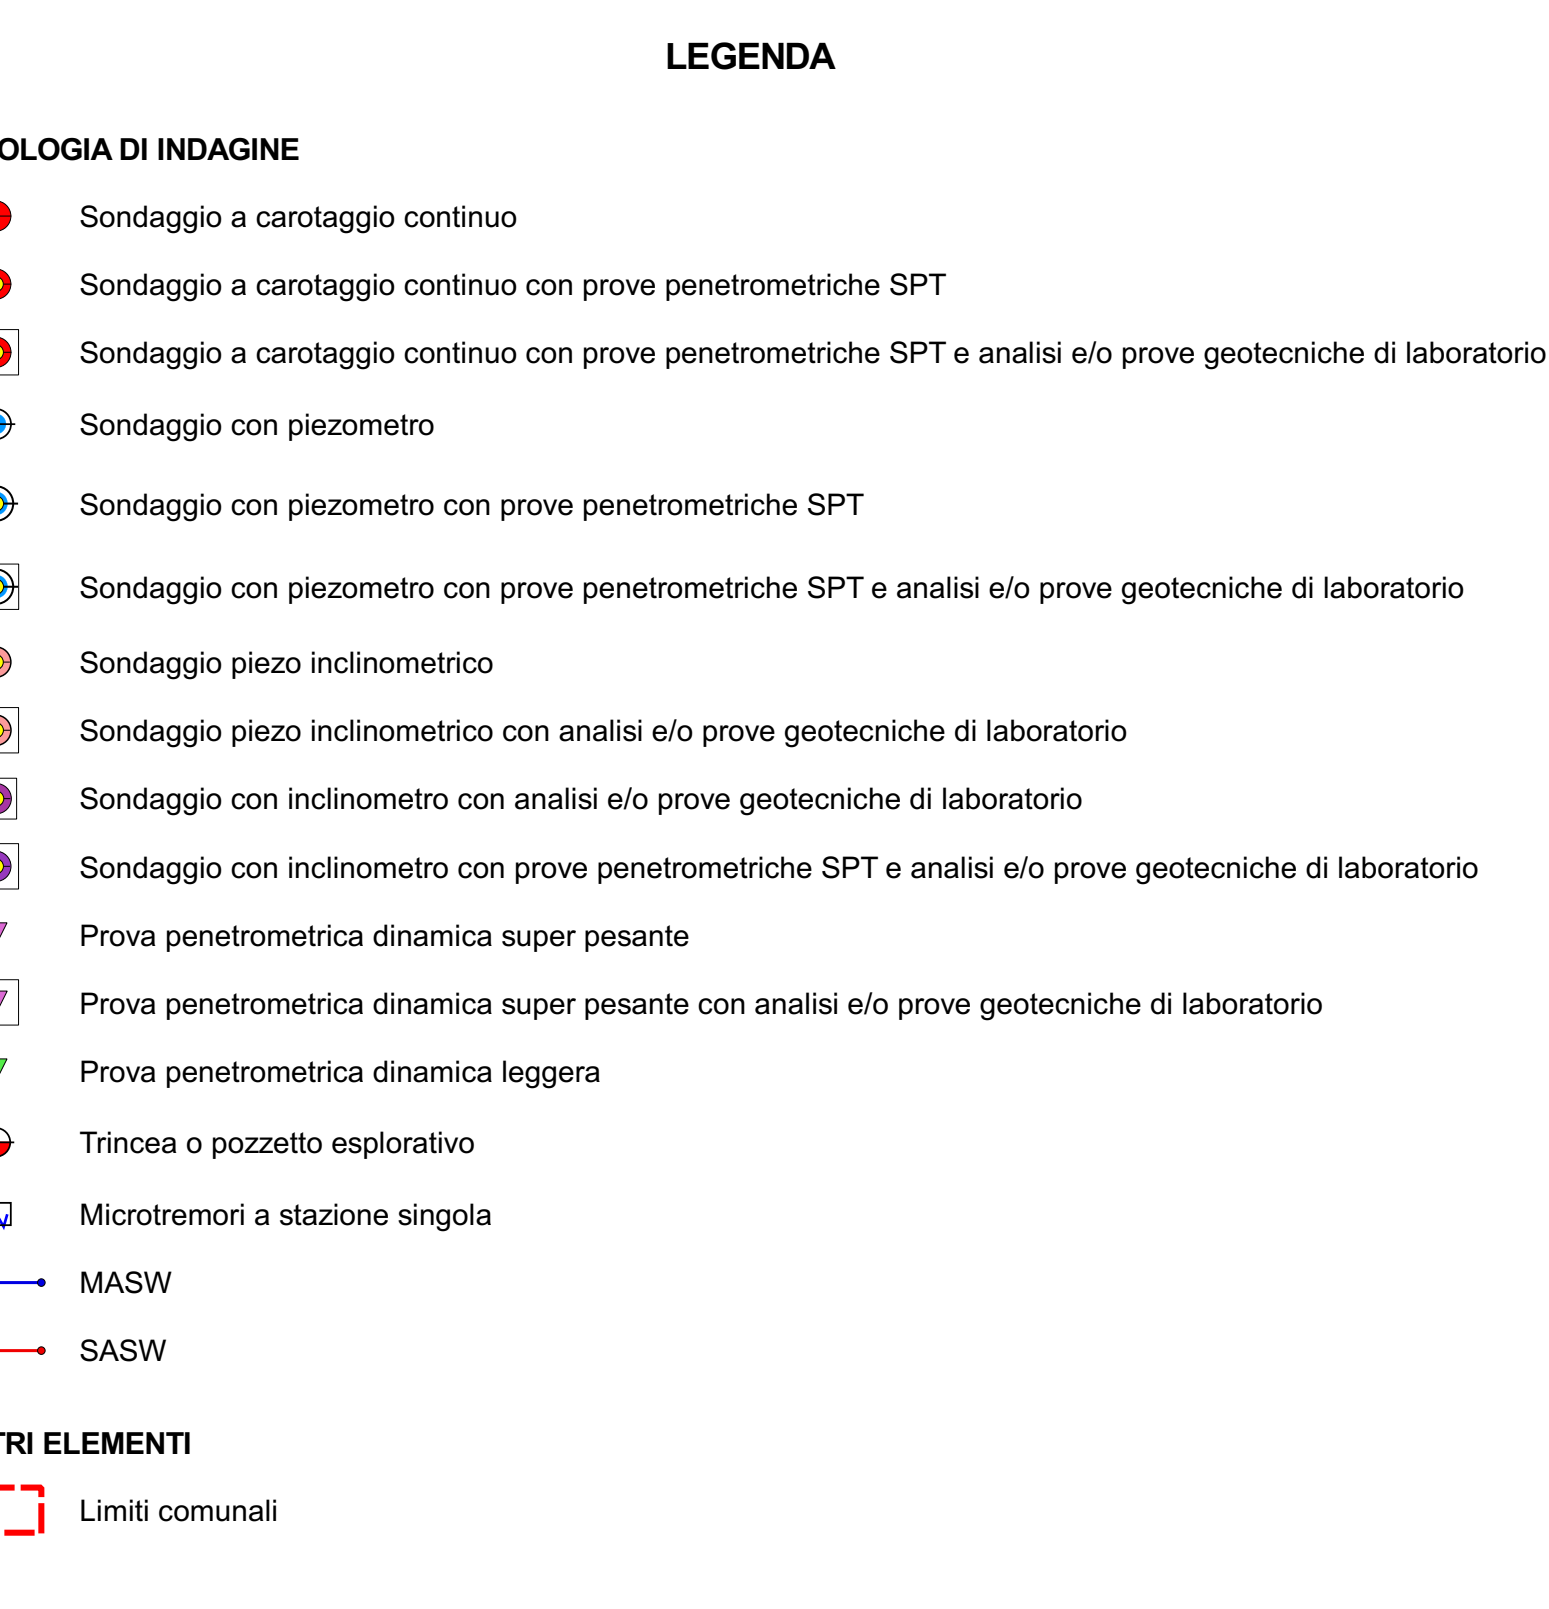 LEGENDA
OLOGIA DI INDAGINE
Sondaggio a carotaggio continuo
Sondaggio a carotaggio continuo con prove penetrometriche SPT
Sondaggio a carotaggio continuo con prove penetrometriche SPT e analisi e/o prove geotecniche di laboratorio
Sondaggio con piezometro
Sondaggio con piezometro con prove penetrometriche SPT
Sondaggio con piezometro con prove penetrometriche SPT e analisi e/o prove geotecniche di laboratorio
Sondaggio piezo inclinometrico
Sondaggio piezo inclinometrico con analisi e/o prove geotecniche di laboratorio
Sondaggio con inclinometro con analisi e/o prove geotecniche di laboratorio
Sondaggio con inclinometro con prove penetrometriche SPT e analisi e/o prove geotecniche di laboratorio
Prova penetrometrica dinamica super pesante
Prova penetrometrica dinamica super pesante con analisi e/o prove geotecniche di laboratorio
Prova penetrometrica dinamica leggera
Trincea o pozzetto esplorativo
Microtremori a stazione singola
MASW
SASW
TRI ELEMENTI
Limiti comunali